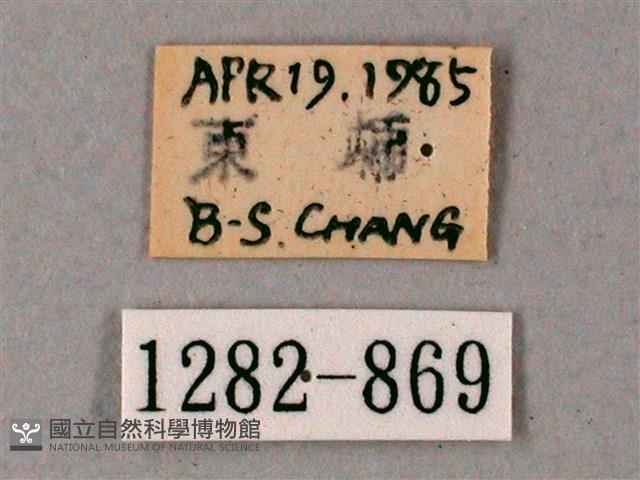 APR 19. 1985
東 埔
B-S. CHANG
1282-869
國立自然科學博物館
NATIONAL MUSEUM OF NATURAL SCIENCE